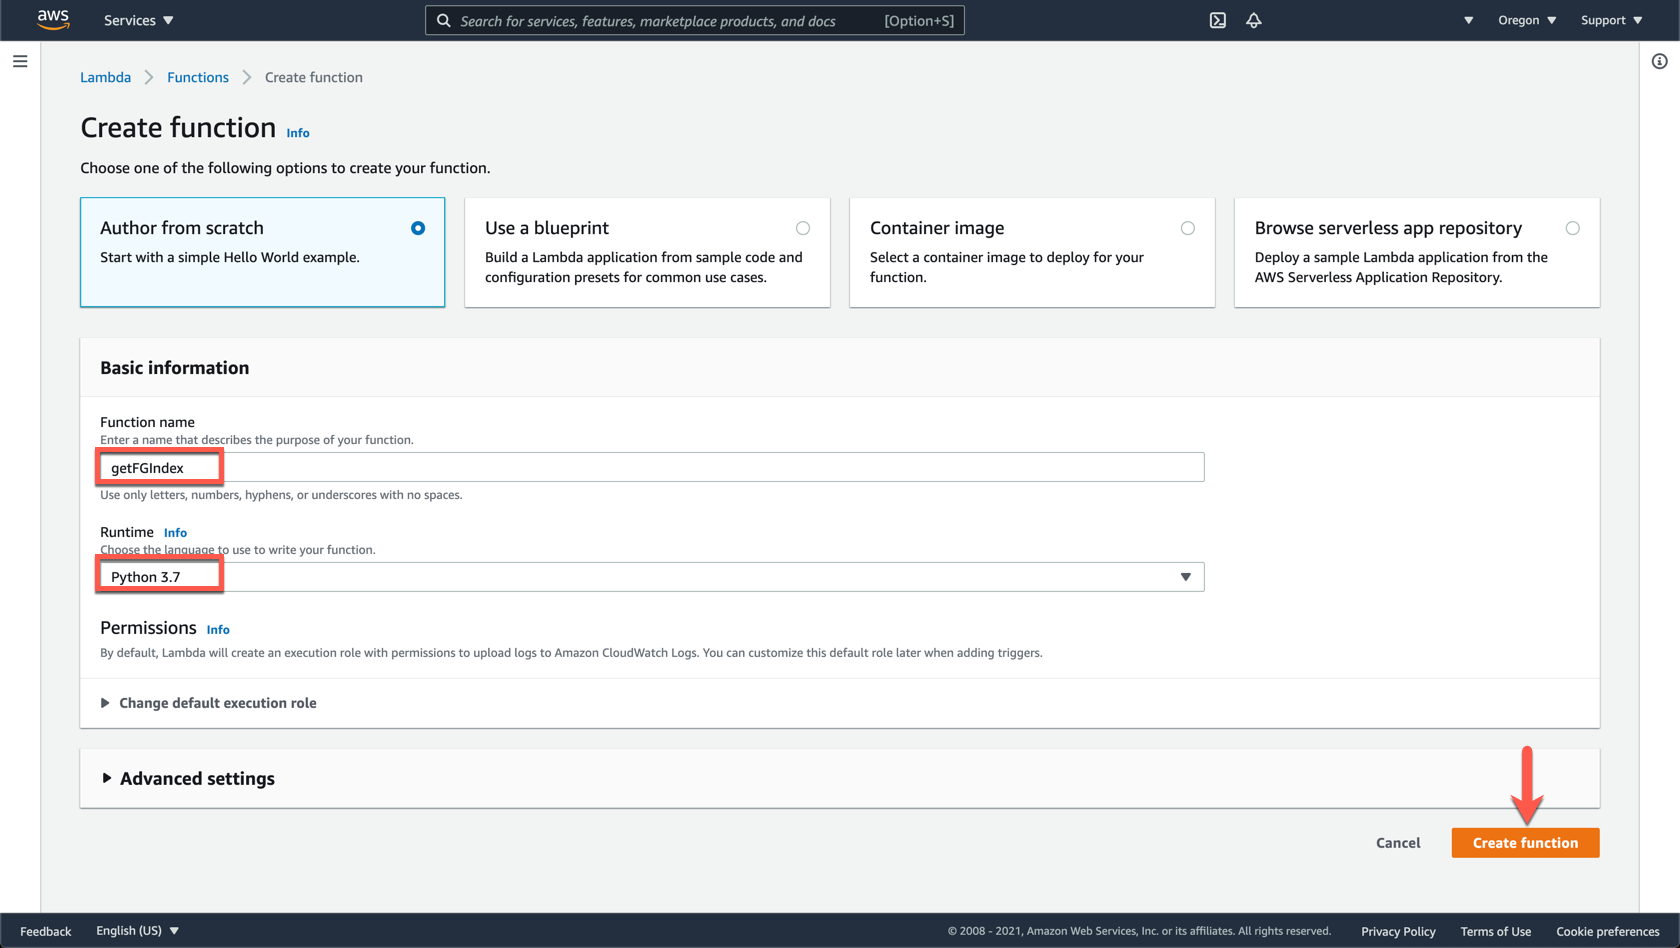 aws
Services
Search for services, features, marketplace products, and docs [Option+S]
Oregon
Support
Lambda
Functions
Create function
Create function Info
Choose one of the following options to create your function.
Author from scratch
Start with a simple Hello World example.
Use a blueprint
Build a Lambda application from sample code and
configuration presets for common use cases.
Container image
Select a container image to deploy for your
function.
Browse serverless app repository
Deploy a sample Lambda application from the
AWS Serverless Application Repository.
Basic information
Function name
Enter a name that describes the purpose of your function.
getFGIndex
Use only letters, numbers, hyphens, or underscores with no spaces.
Runtime Info
Choose the language to use to write your function.
Python 3.7
Permissions Info
By default, Lambda will create an execution role with permissions to upload logs to Amazon CloudWatch Logs. You can customize this default role later when adding triggers.
Change default execution role
Advanced settings
Cancel
Create function
Feedback
English (US)
© 2008 - 2021, Amazon Web Services, Inc. or its affiliates. All rights reserved.
Privacy Policy
Terms of Use
Cookie preferences